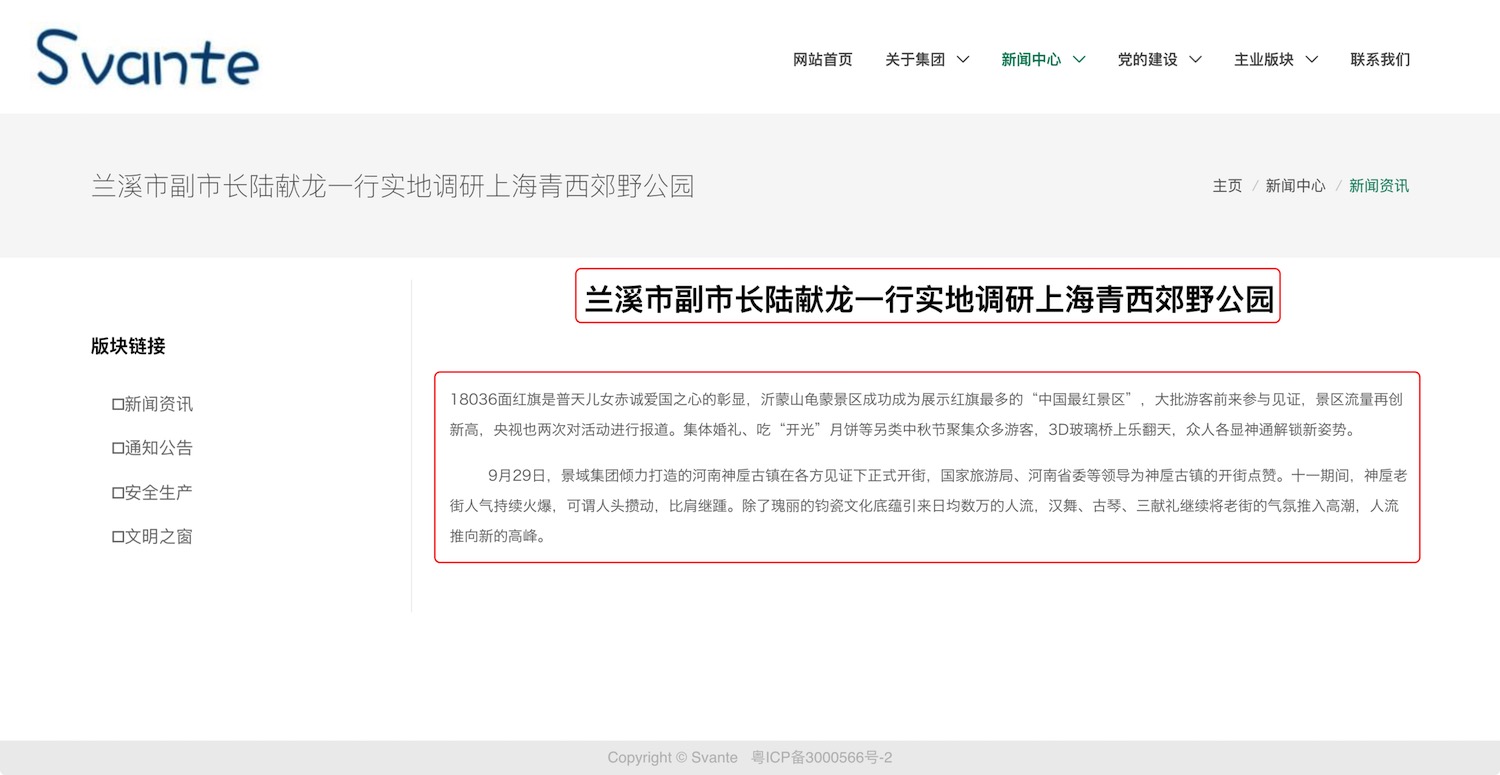 Svante
网站首页 关于集团 新闻中心 党的建设 主业版块 联系我们
兰溪市副市长陆献龙一行实地调研上海青西郊野公园
主页 / 新闻中心 / 新闻资讯
版块链接
新闻资讯
通知公告
安全生产
文明之窗
兰溪市副市长陆献龙一行实地调研上海青西郊野公园
18036面红旗是普天儿女赤诚爱国之心的彰显，沂蒙山龟蒙景区成功成为展示红旗最多的“中国最红景区”，大批游客前来参与见证，景区流量再创
新高，央视也两次对活动进行报道。集体婚礼、吃“开光”月饼等另类中秋节聚集众多游客，3D玻璃桥上乐翻天，众人各显神通解锁新姿势。
9月29日，景域集团倾力打造的河南神垕古镇在各方见证下正式开街，国家旅游局、河南省委等领导为神垕古镇的开街点赞。十一期间，神垕老
街人气持续火爆，可谓人头攒动，比肩继踵。除了瑰丽的钧瓷文化底蕴引来日均数万的人流，汉舞、古琴、三献礼继续将老街的气氛推入高潮，人流
推向新的高峰。
Copyright © Svante 粤ICP备3000566号-2